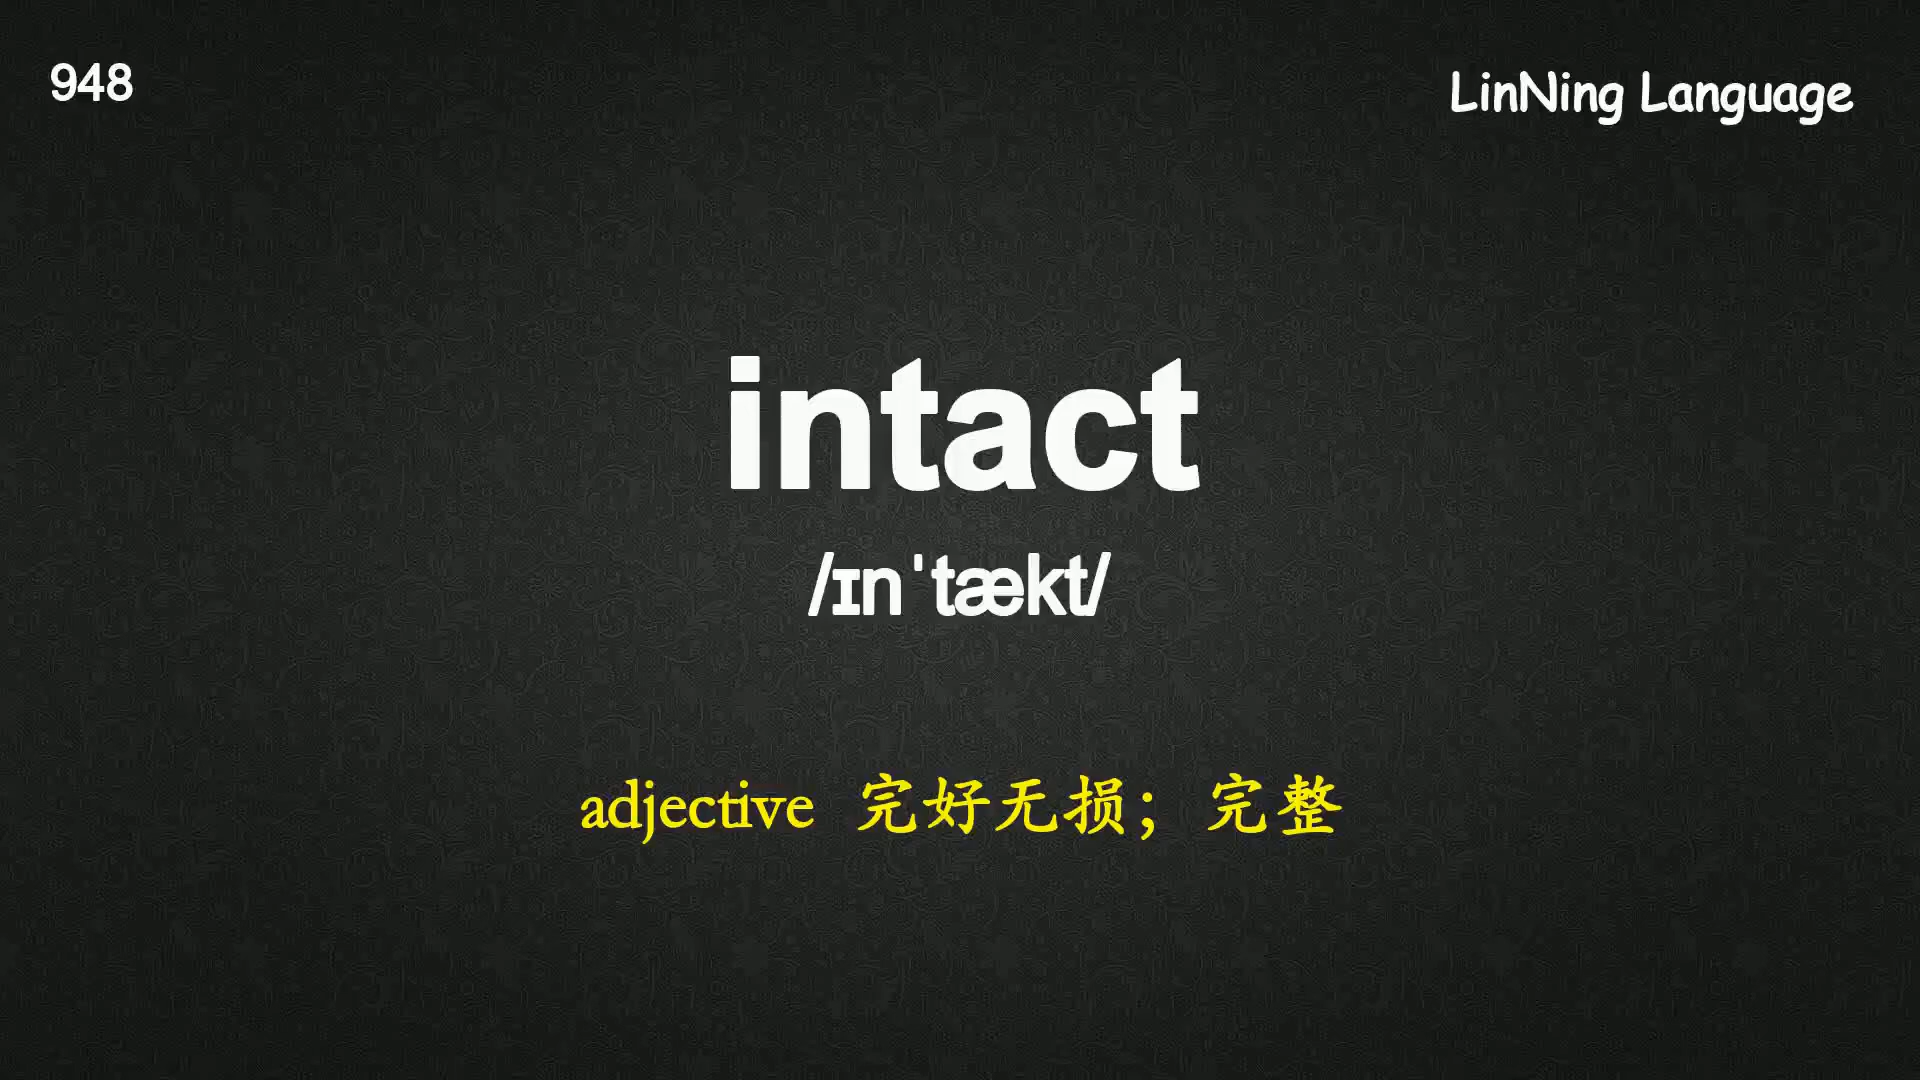 948
LinNing Language
intact
/ɪnˈtækt/
adjective 完好无损；完整